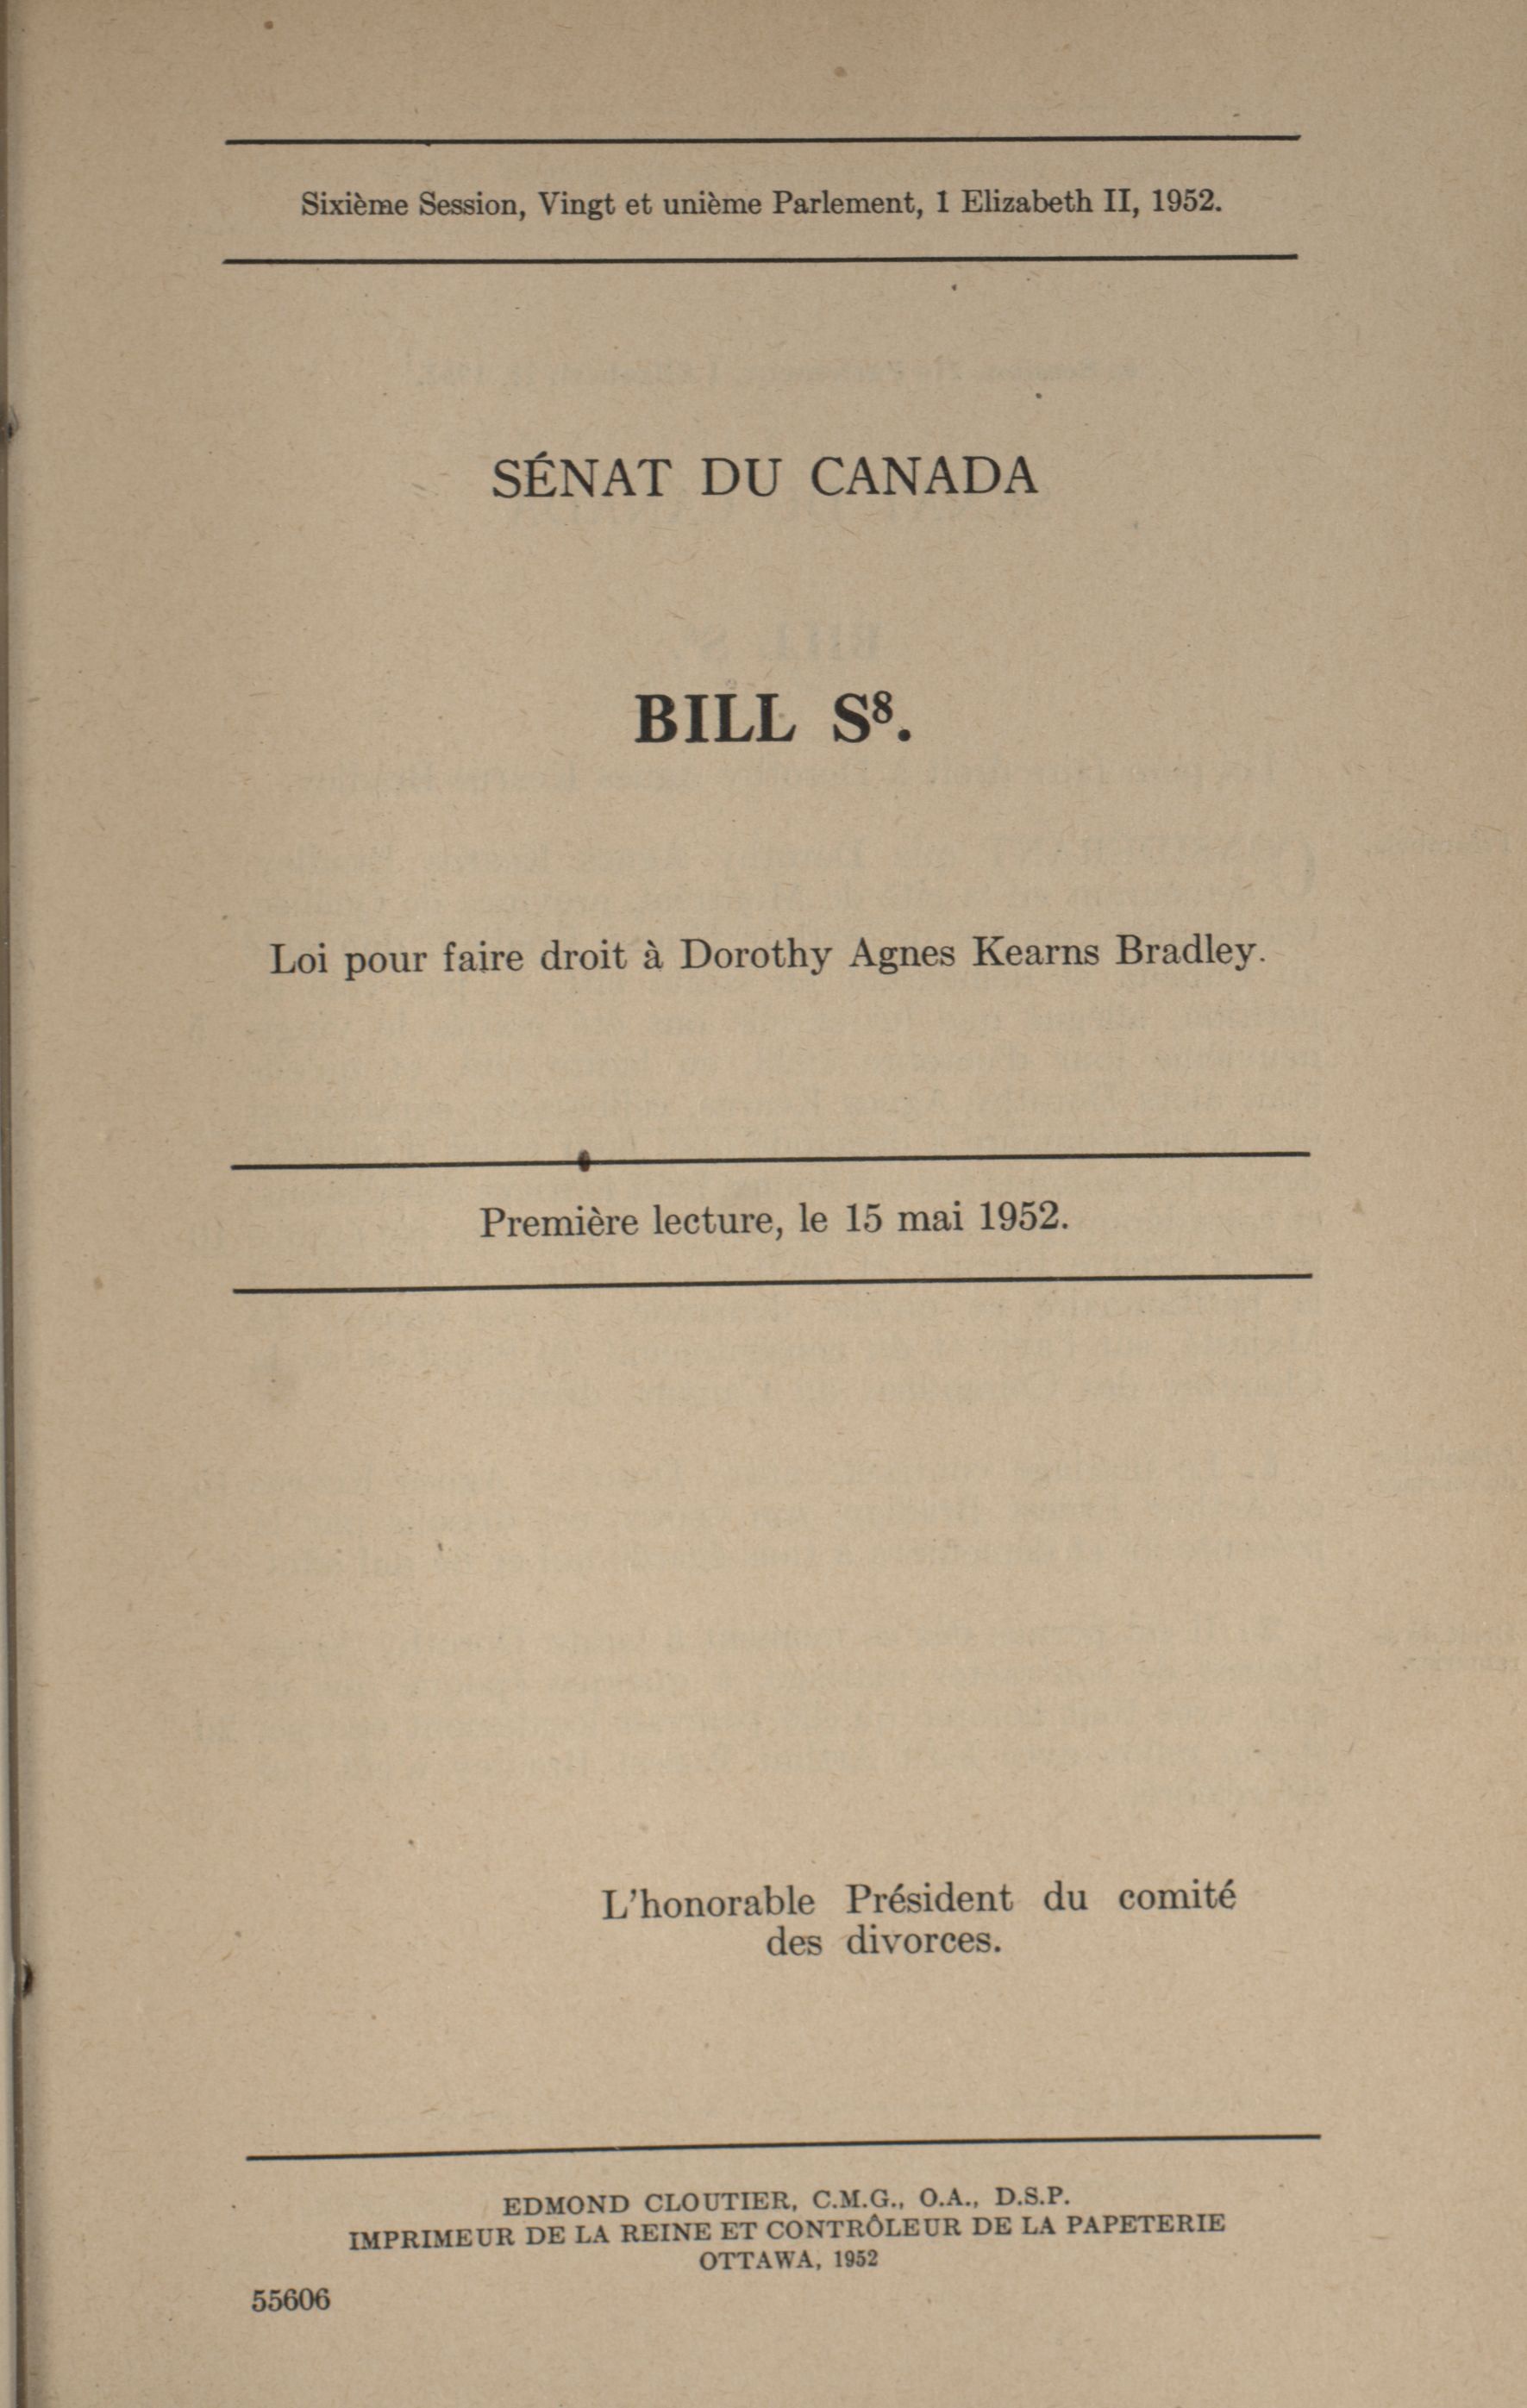 Sixième Session, Vingt et unième Parlement, 1 Elizabeth II, 1952.
SÉNAT DU CANADA
BILL S⁸.
Loi pour faire droit à Dorothy Agnes Kearns Bradley.
Première lecture, le 15 mai 1952.
L'honorable Président du comité
des divorces.
EDMOND CLOUTIER, C.M.G., O.A., D.S.P.
IMPRIMEUR DE LA REINE ET CONTRÔLEUR DE LA PAPETERIE
OTTAWA, 1952
55606